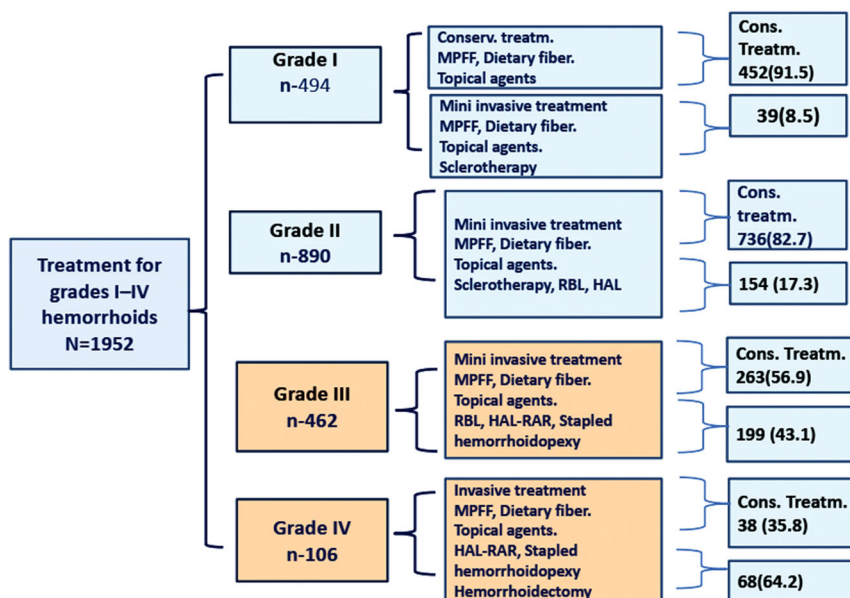 Treatment for
grades I–IV
hemorrhoids
N=1952
Grade I
n-494
Conserv. treatm.
MPFF, Dietary fiber.
Topical agents
Cons.
Treatm.
452(91.5)
Mini invasive treatment
MPFF, Dietary fiber.
Topical agents.
Sclerotherapy
39(8.5)
Grade II
n-890
Mini invasive treatment
MPFF, Dietary fiber.
Topical agents.
Sclerotherapy, RBL, HAL
Cons.
treatm.
736(82.7)
154 (17.3)
Grade III
n-462
Mini invasive treatment
MPFF, Dietary fiber.
Topical agents.
RBL, HAL-RAR, Stapled
hemorrhoidopexy
Cons. Treatm.
263(56.9)
199 (43.1)
Grade IV
n-106
Invasive treatment
MPFF, Dietary fiber.
Topical agents.
HAL-RAR, Stapled
hemorrhoidopexy
Hemorrhoidectomy
Cons. Treatm.
38 (35.8)
68(64.2)